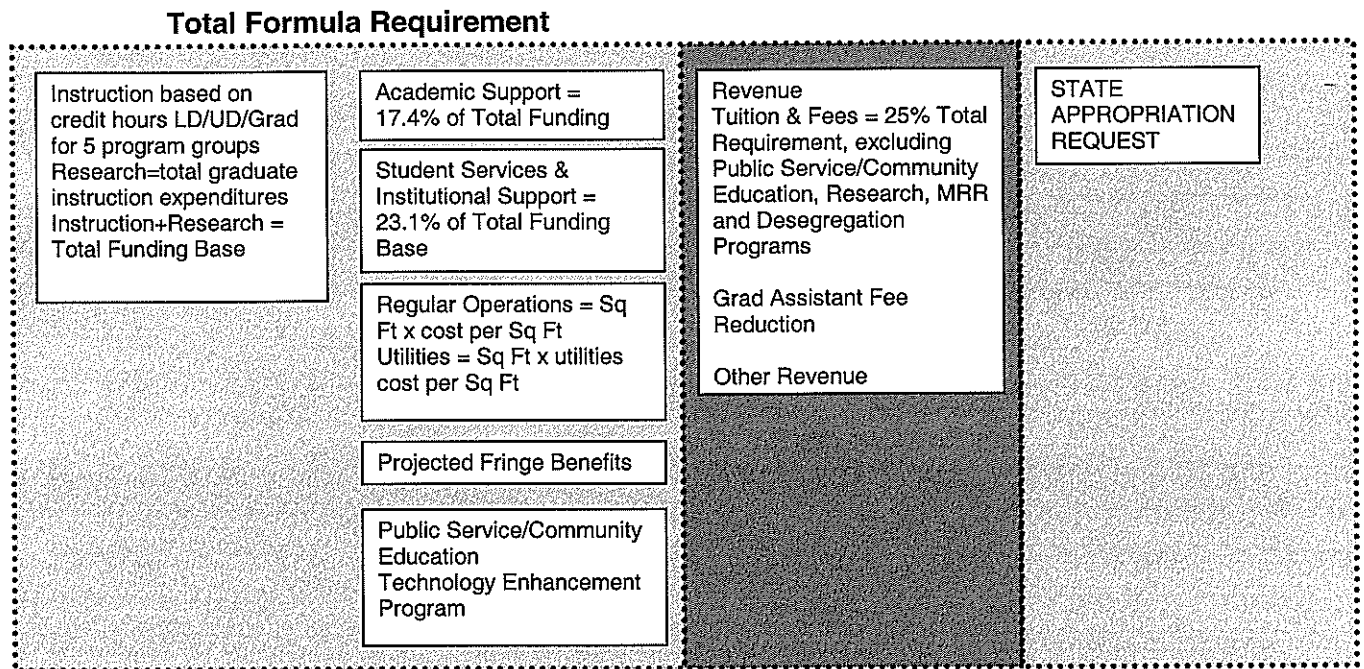 Total Formula Requirement
Instruction based on
credit hours LD/UD/Grad
for 5 program groups
Research=total graduate
instruction expenditures
Instruction+Research =
Total Funding Base
Academic Support =
17.4% of Total Funding
Student Services &
Institutional Support =
23.1% of Total Funding
Base
Regular Operations = Sq
Ft x cost per Sq Ft
Utilities = Sq Ft x utilities
cost per Sq Ft
Projected Fringe Benefits
Public Service/Community
Education
Technology Enhancement
Program
Revenue
Tuition & Fees = 25% Total
Requirement, excluding
Public Service/Community
Education, Research, MRR
and Desegregation
Programs
Grad Assistant Fee
Reduction
Other Revenue
STATE
APPROPRIATION
REQUEST